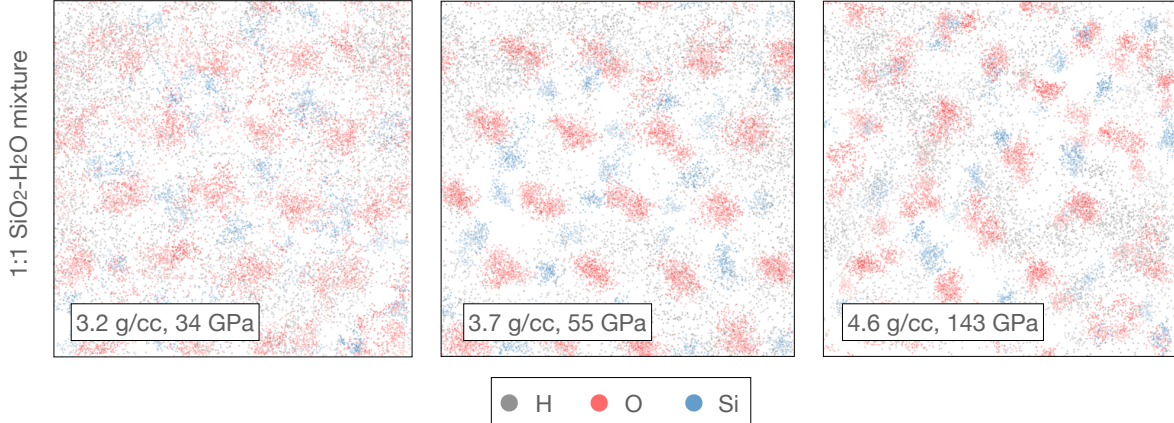 1:1 SiO2-H2O mixture
3.2 g/cc, 34 GPa
3.7 g/cc, 55 GPa
4.6 g/cc, 143 GPa
H O Si